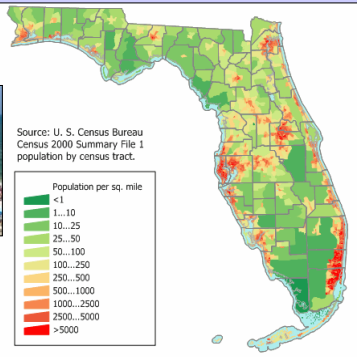 Source: U. S. Census Bureau
Census 2000 Summary File 1
population by census tract.
Population per sq. mile
<1
1...10
10...25
25...50
50...100
100...250
250...500
500...1000
1000...2500
2500...5000
>5000